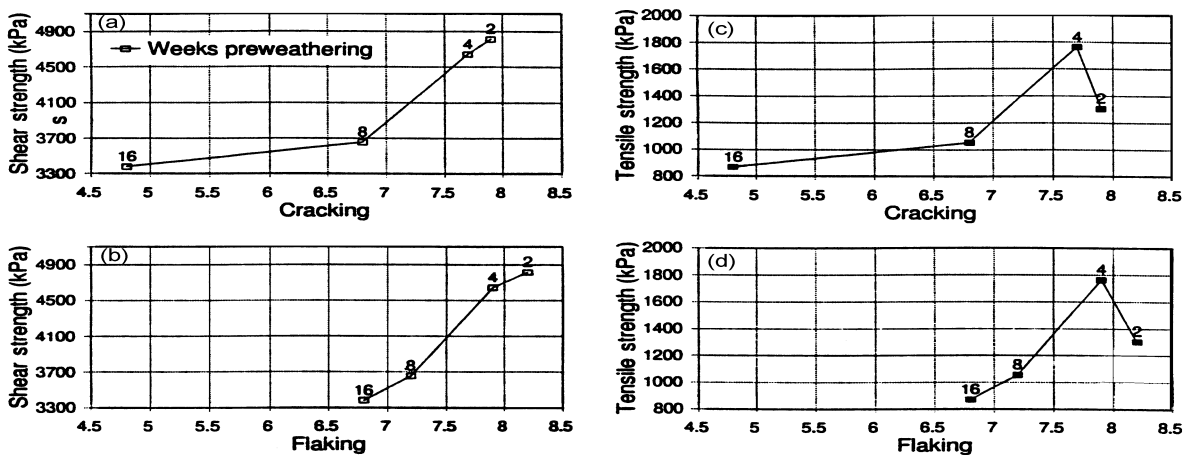 (a)
Shear strength (kPa)
s
4900
4500
4100
3700
3300
Weeks preweathering
16
8
4
2
4.5 5 5.5 6 6.5 7 7.5 8 8.5
Cracking
(c)
Tensile strength (kPa)
2000
1800
1600
1400
1200
1000
800
16
8
4
2
4.5 5 5.5 6 6.5 7 7.5 8 8.5
Cracking
(b)
Shear strength (kPa)
4900
4500
4100
3700
3300
16
8
4
2
4.5 5 5.5 6 6.5 7 7.5 8 8.5
Flaking
(d)
Tensile strength (kPa)
2000
1800
1600
1400
1200
1000
800
16
8
4
2
4.5 5 5.5 6 6.5 7 7.5 8 8.5
Flaking